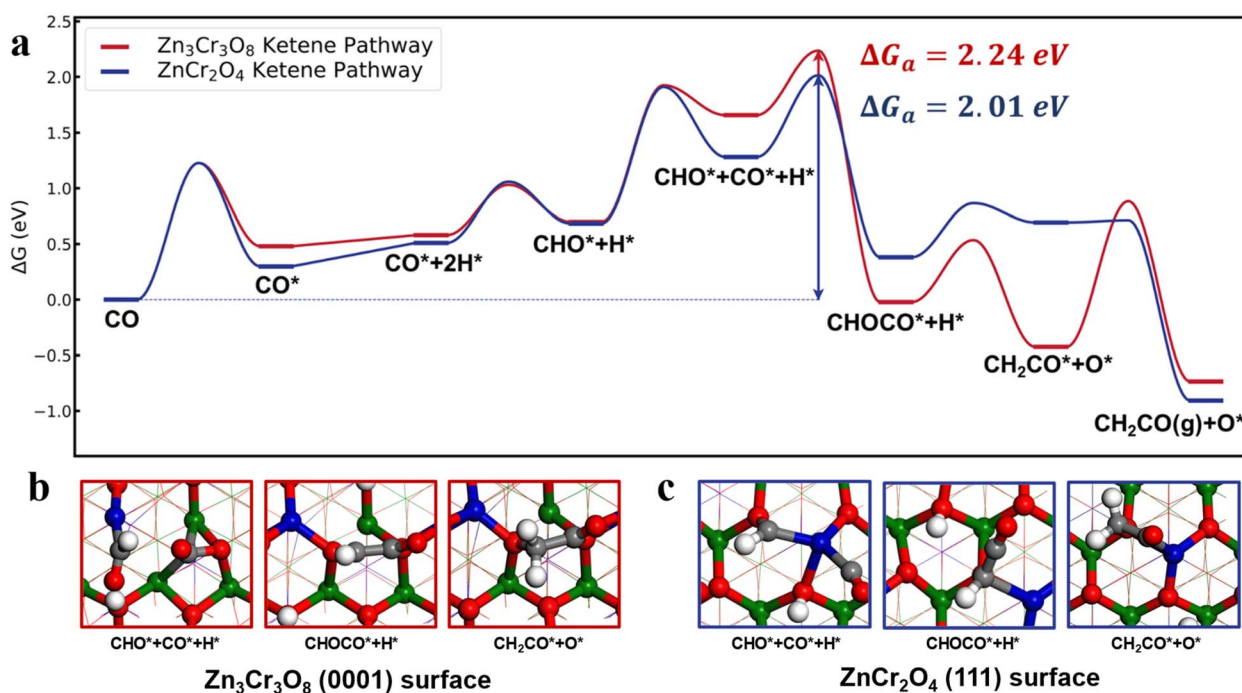 a
2.5
2.0
1.5
1.0
0.5
0.0
−0.5
−1.0
ΔG (eV)
Zn₃Cr₃O₈ Ketene Pathway
ZnCr₂O₄ Ketene Pathway
ΔGₐ = 2.24 eV
ΔGₐ = 2.01 eV
CO
CO*
CO*+2H*
CHO*+H*
CHO*+CO*+H*
CHOCO*+H*
CH₂CO*+O*
CH₂CO(g)+O*
b
CHO*+CO*+H*
CHOCO*+H*
CH₂CO*+O*
Zn₃Cr₃O₈ (0001) surface
c
CHO*+CO*+H*
CHOCO*+H*
CH₂CO*+O*
ZnCr₂O₄ (111) surface